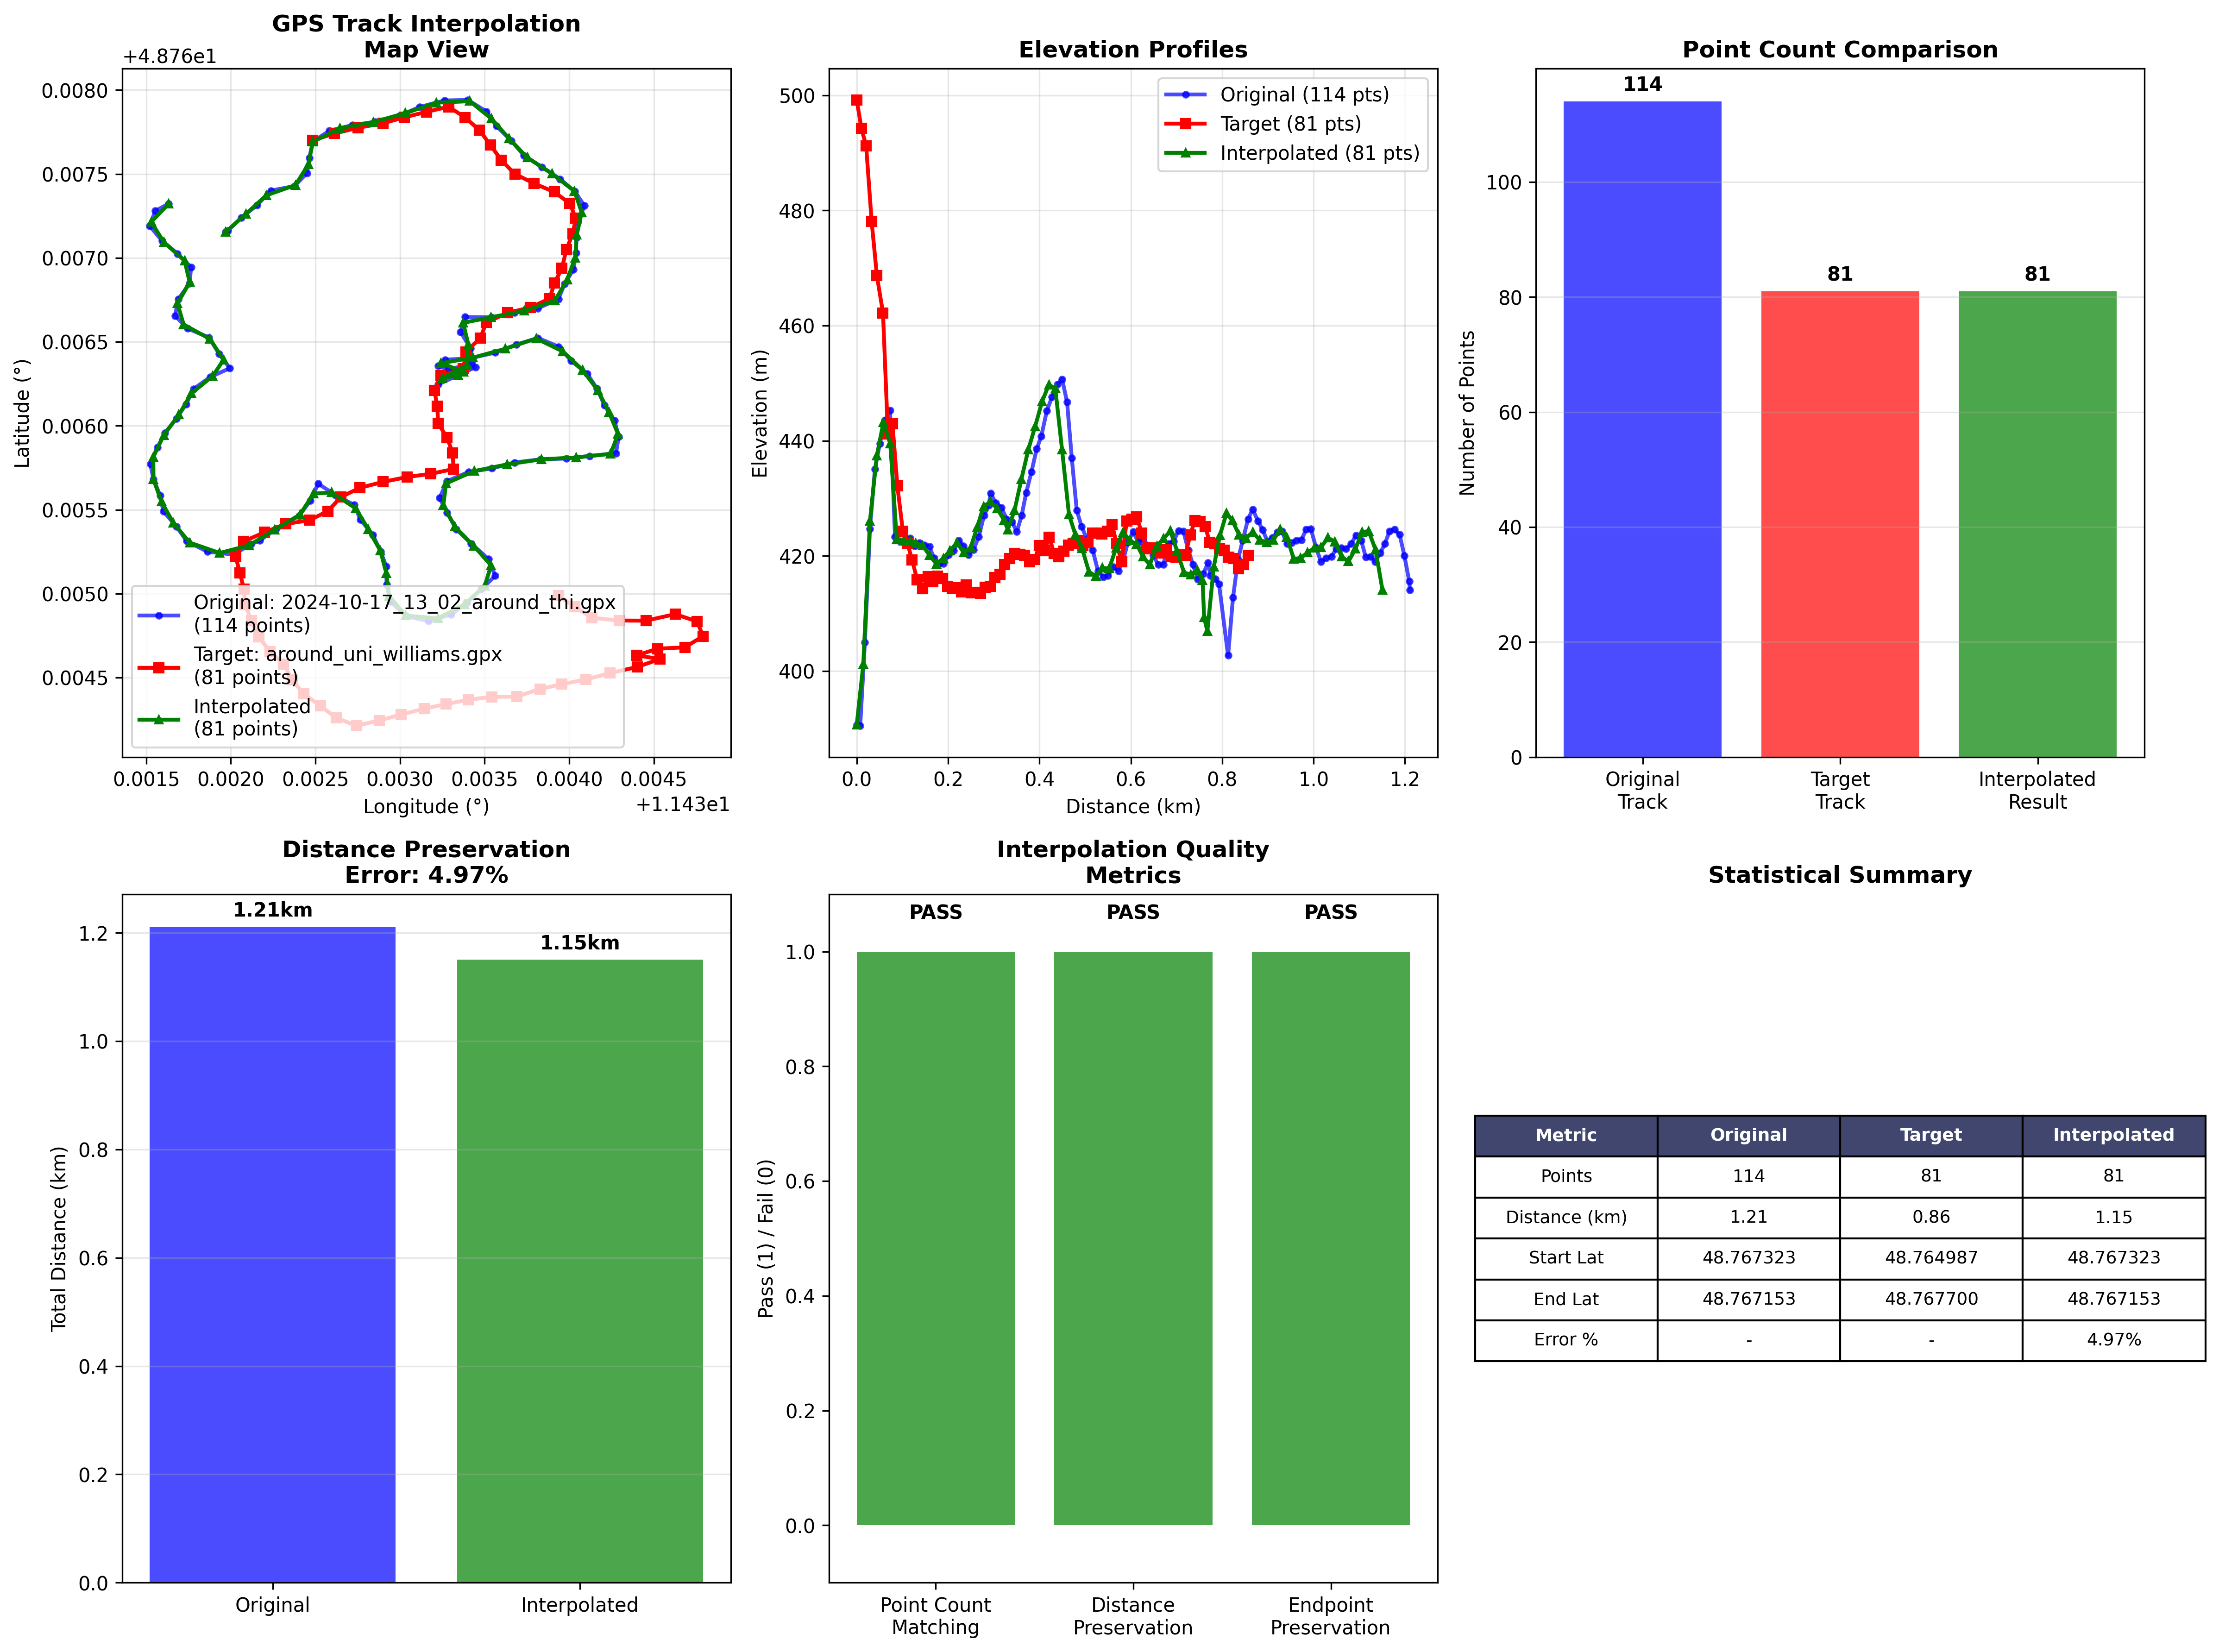 GPS Track Interpolation
Map View
+4.876e1
0.0080
0.0075
0.0070
0.0065
0.0060
0.0055
0.0050
0.0045
Latitude (°)
Original: 2024-10-17_13_02_around_thi.gpx
(114 points)
Target: around_uni_williams.gpx
(81 points)
Interpolated
(81 points)
0.0015 0.0020 0.0025 0.0030 0.0035 0.0040 0.0045
Longitude (°)
+1.143e1
Elevation Profiles
Original (114 pts)
Target (81 pts)
Interpolated (81 pts)
500
480
460
440
420
400
Elevation (m)
0.0 0.2 0.4 0.6 0.8 1.0 1.2
Distance (km)
Point Count Comparison
114
81
81
100
80
60
40
20
0
Number of Points
Original
Track
Target
Track
Interpolated
Result
Distance Preservation
Error: 4.97%
1.21km
1.15km
1.2
1.0
0.8
0.6
0.4
0.2
0.0
Total Distance (km)
Original
Interpolated
Interpolation Quality
Metrics
PASS PASS PASS
1.0
0.8
0.6
0.4
0.2
0.0
Pass (1) / Fail (0)
Point Count
Matching
Distance
Preservation
Endpoint
Preservation
Statistical Summary
Metric Original Target Interpolated
Points 114 81 81
Distance (km) 1.21 0.86 1.15
Start Lat 48.767323 48.764987 48.767323
End Lat 48.767153 48.767700 48.767153
Error % - - 4.97%